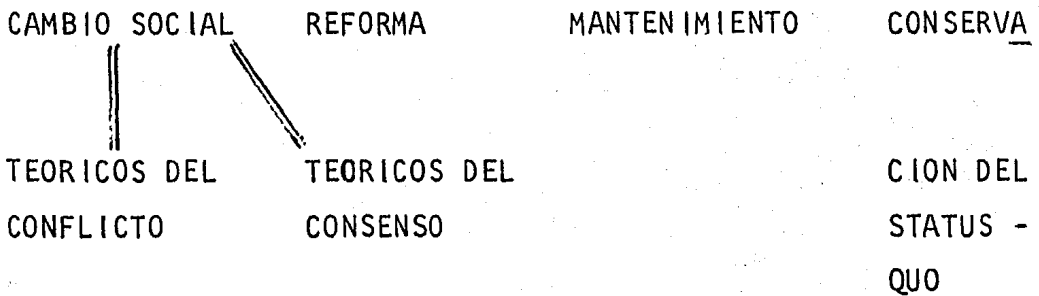 CAMBIO SOCIAL REFORMA MANTENIMIENTO CONSERVA
TEORICOS DEL TEORICOS DEL CION DEL
CONFLICTO CONSENSO STATUS -
QUO